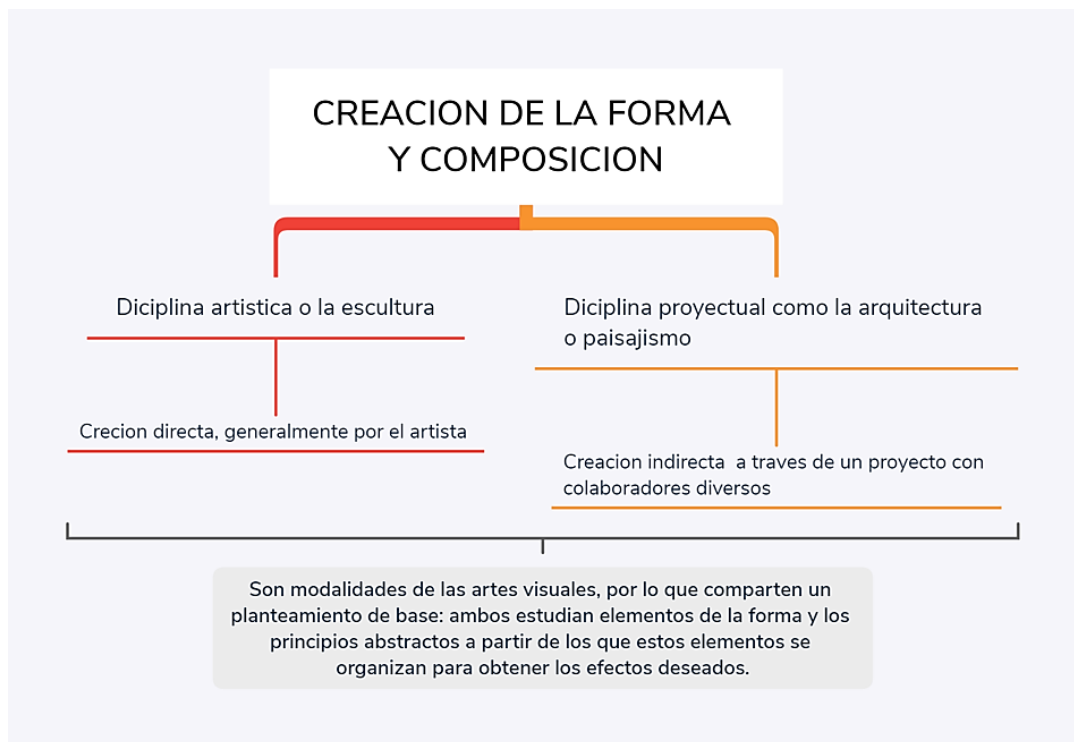 CREACION DE LA FORMA
Y COMPOSICION
Diciplina artistica o la escultura
Crecion directa, generalmente por el artista
Diciplina proyectual como la arquitectura
o paisajismo
Creacion indirecta a traves de un proyecto con
colaboradores diversos
Son modalidades de las artes visuales, por lo que comparten un
planteamiento de base: ambos estudian elementos de la forma y los
principios abstractos a partir de los que estos elementos se
organizan para obtener los efectos deseados.